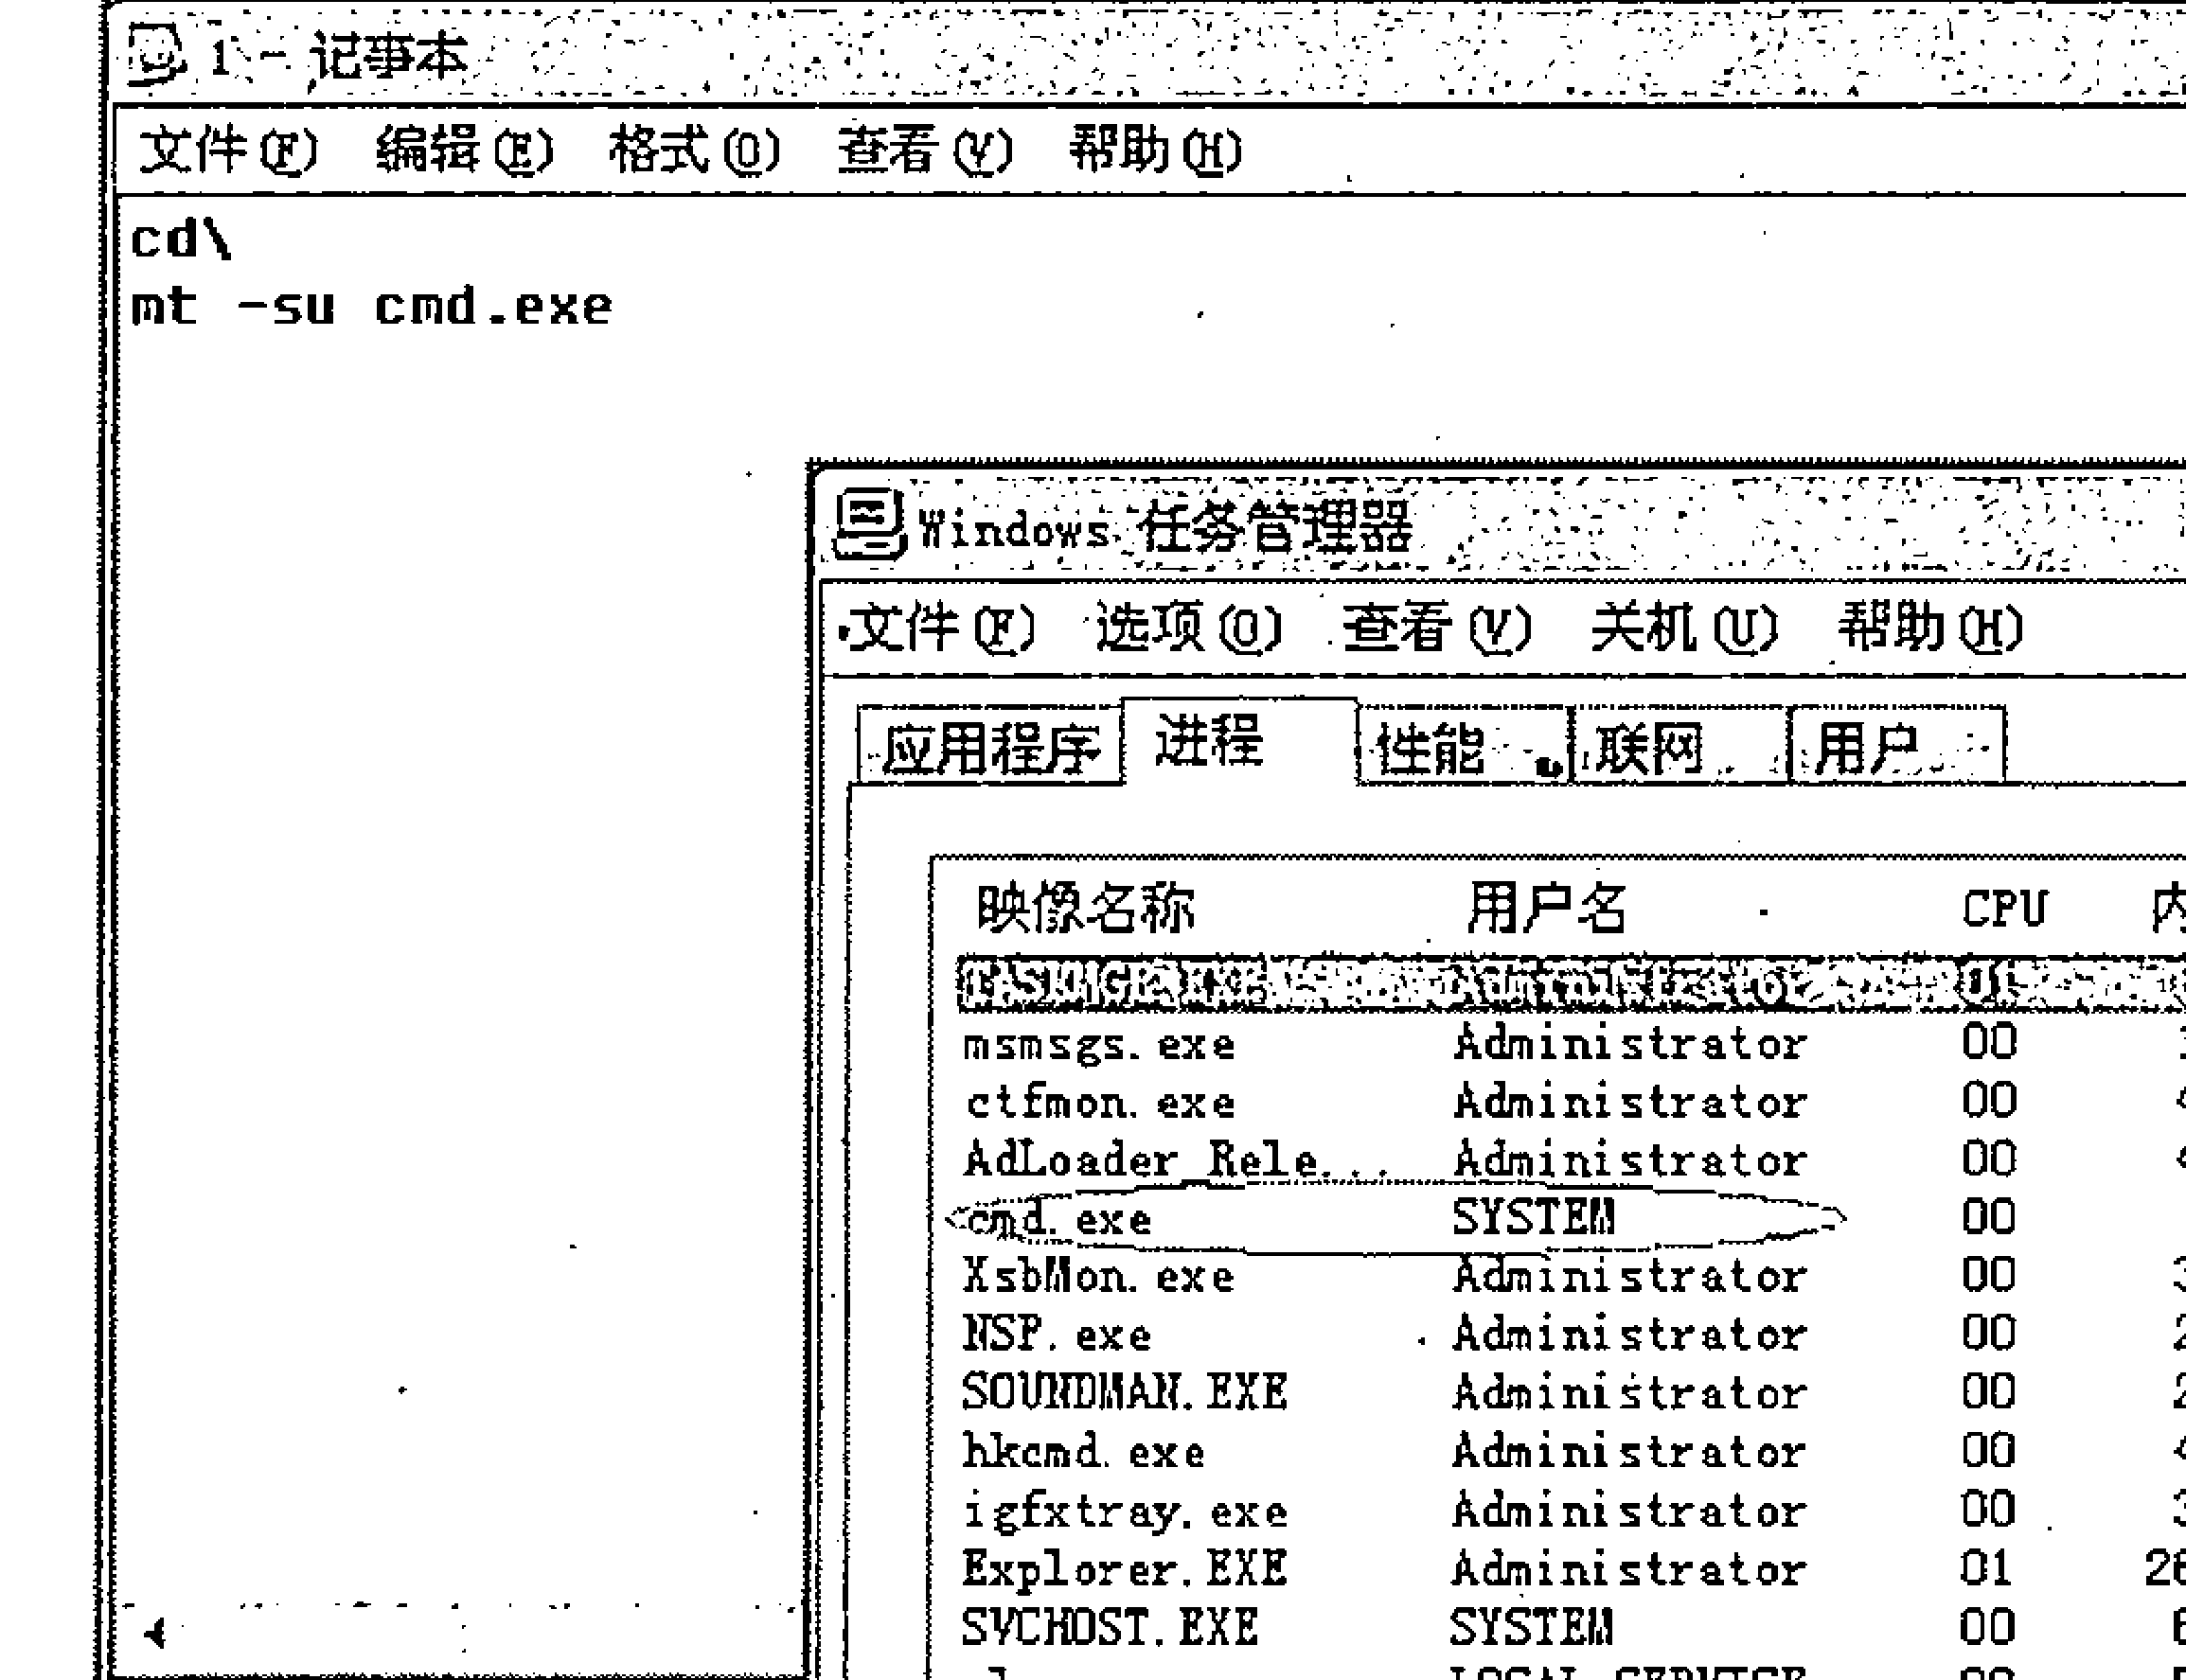 1 - 记事本
文件(F) 编辑(E) 格式(O) 查看(V) 帮助(H)
cd\
mt -su cmd.exe
Windows 任务管理器
文件(F) 选项(O) 查看(V) 关机(U) 帮助(H)
应用程序 进程 性能 联网 用户
映像名称 用户名 CPU
TASKMGR.EXE Administrator 01
msmsgs.exe Administrator 00
ctfmon.exe Administrator 00
AdLoader_Rele... Administrator 00
cmd.exe SYSTEM 00
XsbMon.exe Administrator 00
NSP.exe Administrator 00
SOUNDMAN.EXE Administrator 00
hkcmd.exe Administrator 00
igfxtray.exe Administrator 00
Explorer.EXE Administrator 01
SVCHOST.EXE SYSTEM 00